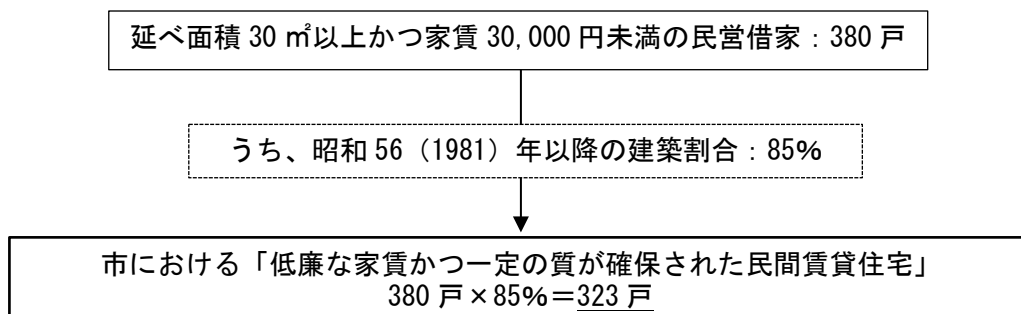 延べ面積 30 ㎡以上かつ家賃 30,000 円未満の民営借家：380 戸
うち、昭和 56（1981）年以降の建築割合：85%
市における「低廉な家賃かつ一定の質が確保された民間賃貸住宅」
380 戸×85%＝323 戸